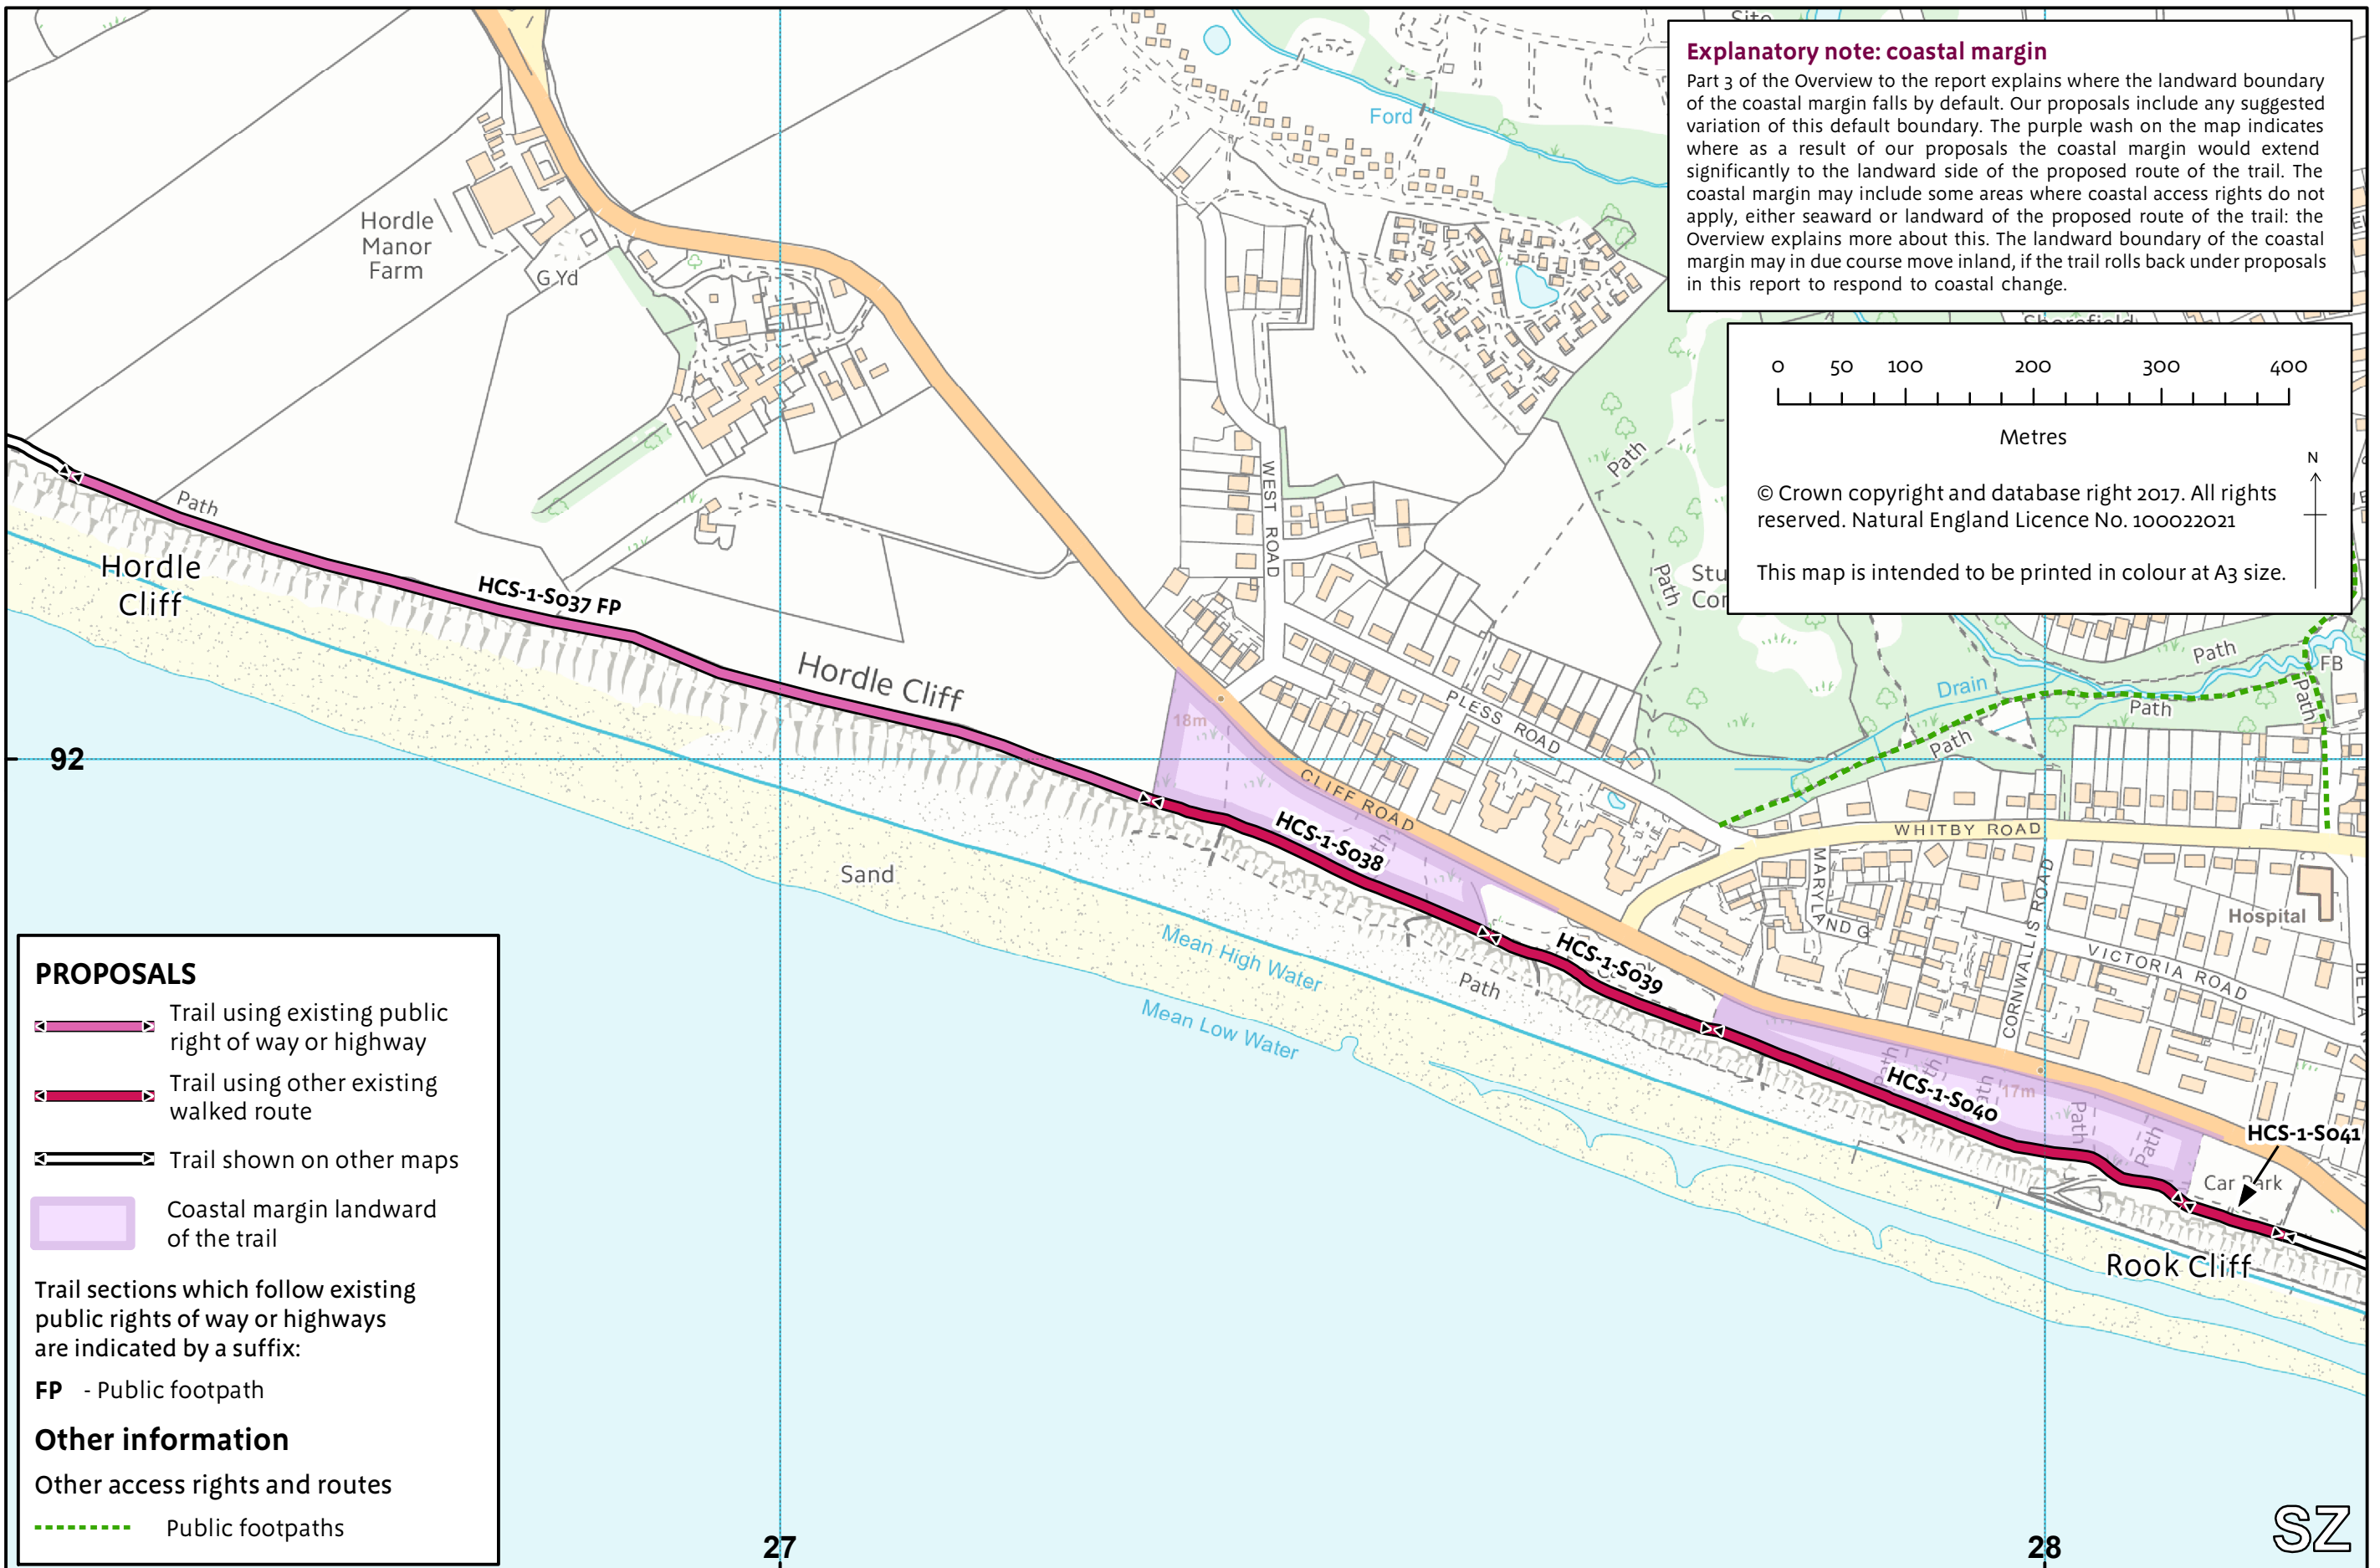 Site
Explanatory note: coastal margin
Part 3 of the Overview to the report explains where the landward boundary
of the coastal margin falls by default. Our proposals include any suggested
variation of this default boundary. The purple wash on the map indicates
where as a result of our proposals the coastal margin would extend
significantly to the landward side of the proposed route of the trail. The
coastal margin may include some areas where coastal access rights do not
apply, either seaward or landward of the proposed route of the trail: the
Overview explains more about this. The landward boundary of the coastal
margin may in due course move inland, if the trail rolls back under proposals
in this report to respond to coastal change.
Shorefield
0 50 100 200 300 400
Metres
N
© Crown copyright and database right 2017. All rights
reserved. Natural England Licence No. 100022021
This map is intended to be printed in colour at A3 size.
Ford
Hordle
Manor
Farm
G Yd
Path
Path
Path
WEST ROAD
Stu
Cor
Hordle
Cliff
HCS-1-S037 FP
Hordle Cliff
18m
PLESS ROAD
CLIFF ROAD
Drain
Path
Path
Path
Path
FB
92
HCS-1-S038
WHITBY ROAD
MARYLAND G
CORNWALLIS ROAD
Hospital
VICTORIA ROAD
DE LA
Sand
Mean High Water
Mean Low Water
Path
HCS-1-S039
Path
HCS-1-S040
17m
Path
Path
HCS-1-S041
Car Park
Rook Cliff
PROPOSALS
Trail using existing public
right of way or highway
Trail using other existing
walked route
Trail shown on other maps
Coastal margin landward
of the trail
Trail sections which follow existing
public rights of way or highways
are indicated by a suffix:
FP - Public footpath
Other information
Other access rights and routes
Public footpaths
27
28
SZ